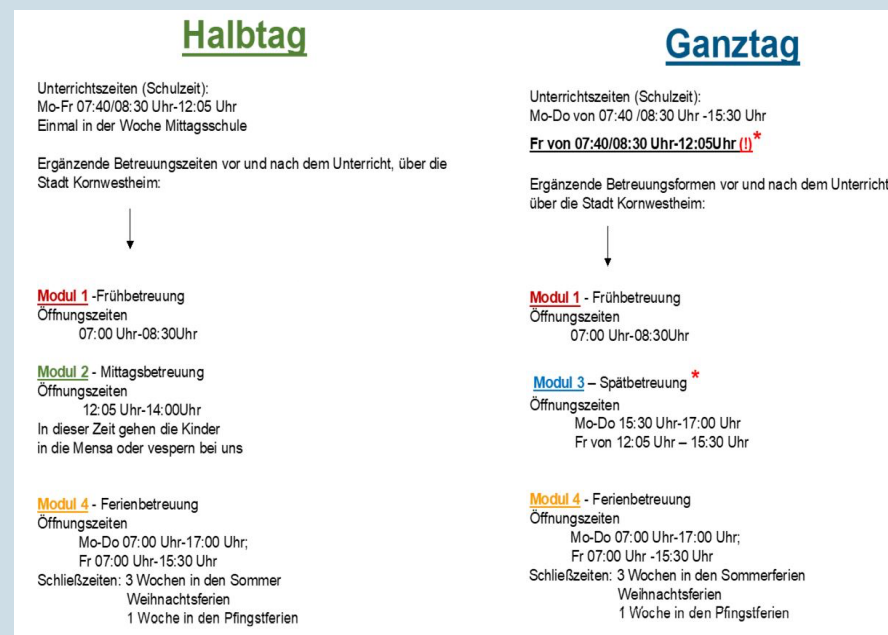 Halbtag
Unterrichtszeiten (Schulzeit):
Mo-Fr 07:40/08:30 Uhr-12:05 Uhr
Einmal in der Woche Mittagsschule
Ergänzende Betreuungszeiten vor und nach dem Unterricht, über die
Stadt Kornwestheim:
Modul 1 -Frühbetreuung
Öffnungszeiten
07:00 Uhr-08:30Uhr
Modul 2 - Mittagsbetreuung
Öffnungszeiten
12:05 Uhr-14:00Uhr
In dieser Zeit gehen die Kinder
in die Mensa oder vespern bei uns
Modul 4 - Ferienbetreuung
Öffnungszeiten
Mo-Do 07:00 Uhr-17:00 Uhr;
Fr 07:00 Uhr-15:30 Uhr
Schließzeiten: 3 Wochen in den Sommer
Weihnachtsferien
1 Woche in den Pfingstferien
Ganztag
Unterrichtszeiten (Schulzeit):
Mo-Do von 07:40 /08:30 Uhr -15:30 Uhr
Fr von 07:40/08:30 Uhr-12:05Uhr (!)*
Ergänzende Betreuungsformen vor und nach dem Unterricht
über die Stadt Kornwestheim:
Modul 1 - Frühbetreuung
Öffnungszeiten
07:00 Uhr-08:30Uhr
Modul 3 – Spätbetreuung *
Öffnungszeiten
Mo-Do 15:30 Uhr-17:00 Uhr
Fr von 12:05 Uhr – 15:30 Uhr
Modul 4 - Ferienbetreuung
Öffnungszeiten
Mo-Do 07:00 Uhr-17:00 Uhr;
Fr 07:00 Uhr -15:30 Uhr
Schließzeiten: 3 Wochen in den Sommerferien
Weihnachtsferien
1 Woche in den Pfingstferien